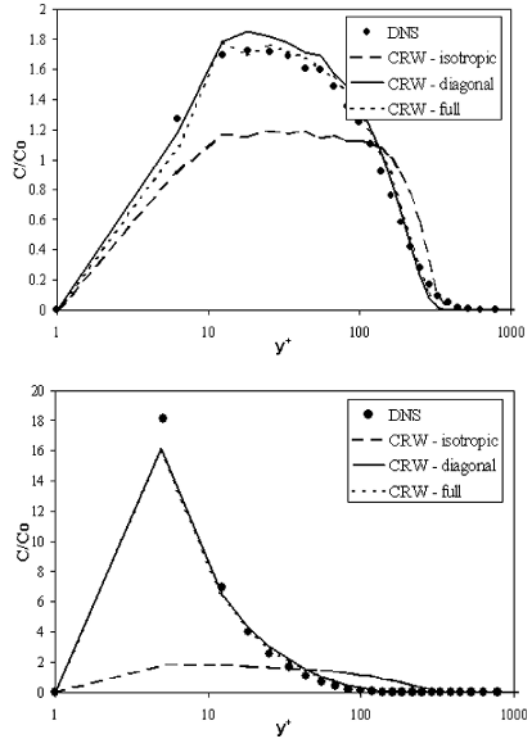 2
1.8
1.6
1.4
1.2
1
0.8
0.6
0.4
0.2
0
C/Co
DNS
CRW - isotropic
CRW - diagonal
CRW - full
1 10 100 1000
y+
20
18
16
14
12
10
8
6
4
2
0
C/Co
DNS
CRW - isotropic
CRW - diagonal
CRW - full
1 10 100 1000
y+